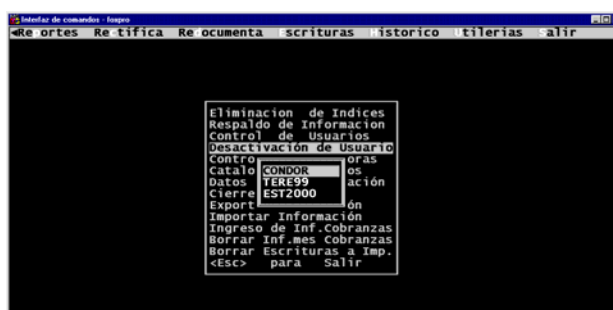 Interfaz de comandos - foxpro
Re ortes Re tifica Re ocumenta scrituras istorico tilerias alir
Eliminacion de Indices
Respaldo de Informacion
Control de Usuarios
Desactivación de Usuario
Contro oras
Catalo CONDOR os
Datos TERE99 ación
Cierre EST2000
Export ón
Importar Información
Ingreso de Inf.Cobranzas
Borrar Inf.mes Cobranzas
Borrar Escrituras a Imp.
<Esc> para Salir